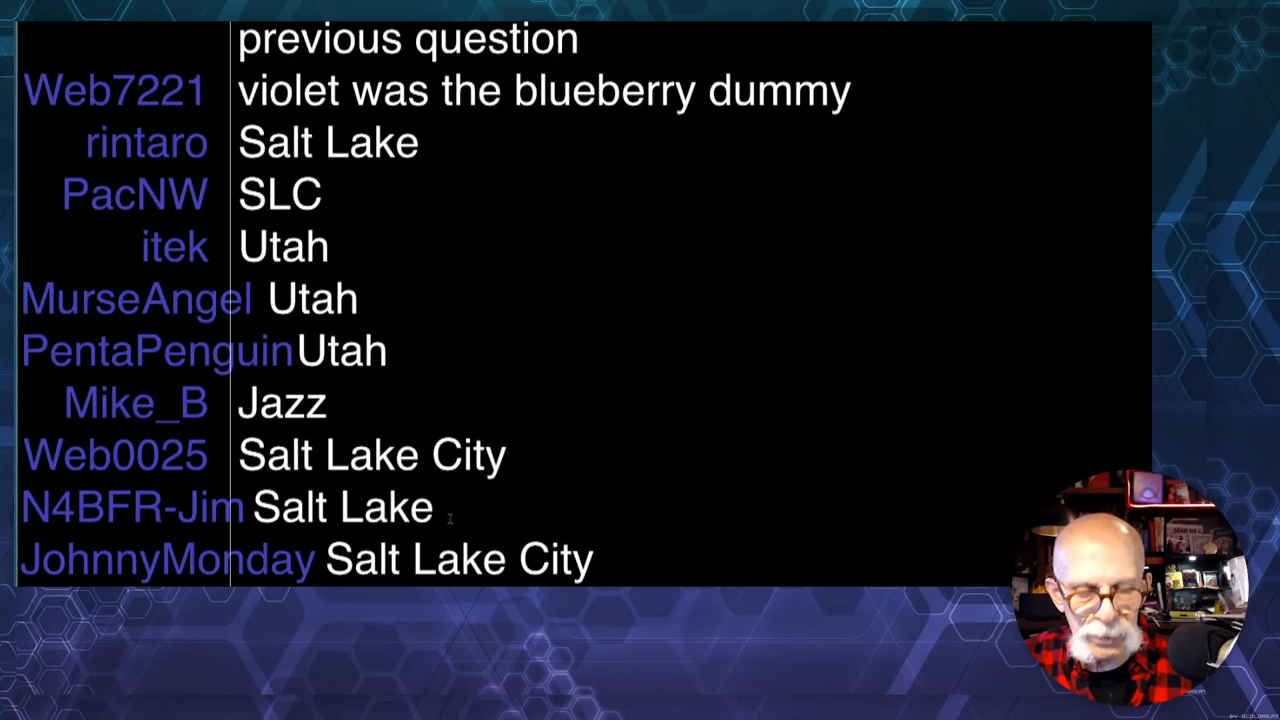 previous question
Web7221 violet was the blueberry dummy
rintaro Salt Lake
PacNW SLC
itek Utah
MurseAngel Utah
PentaPenguin Utah
Mike_B Jazz
Web0025 Salt Lake City
N4BFR-Jim Salt Lake
JohnnyMonday Salt Lake City